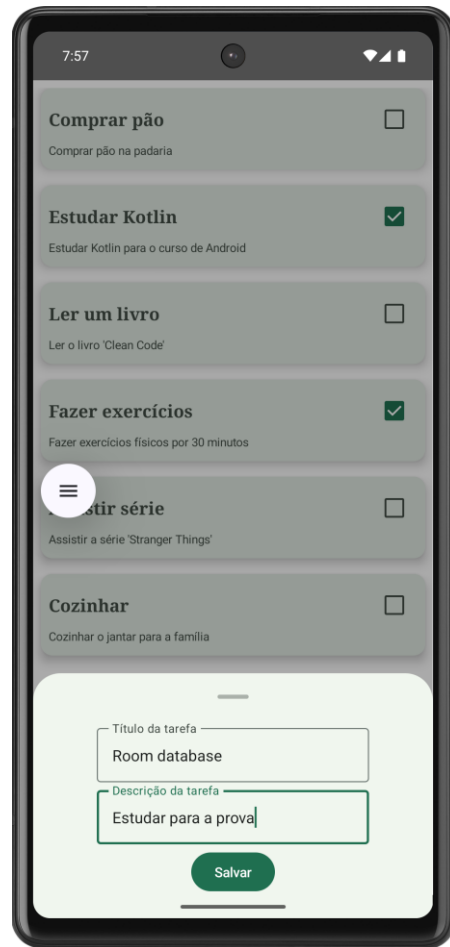 7:57
Comprar pão
Comprar pão na padaria
Estudar Kotlin
Estudar Kotlin para o curso de Android
Ler um livro
Ler o livro 'Clean Code'
Fazer exercícios
Fazer exercícios físicos por 30 minutos
stir série
Assistir a série 'Stranger Things'
Cozinhar
Cozinhar o jantar para a família
Título da tarefa
Room database
Descrição da tarefa
Estudar para a prova
Salvar